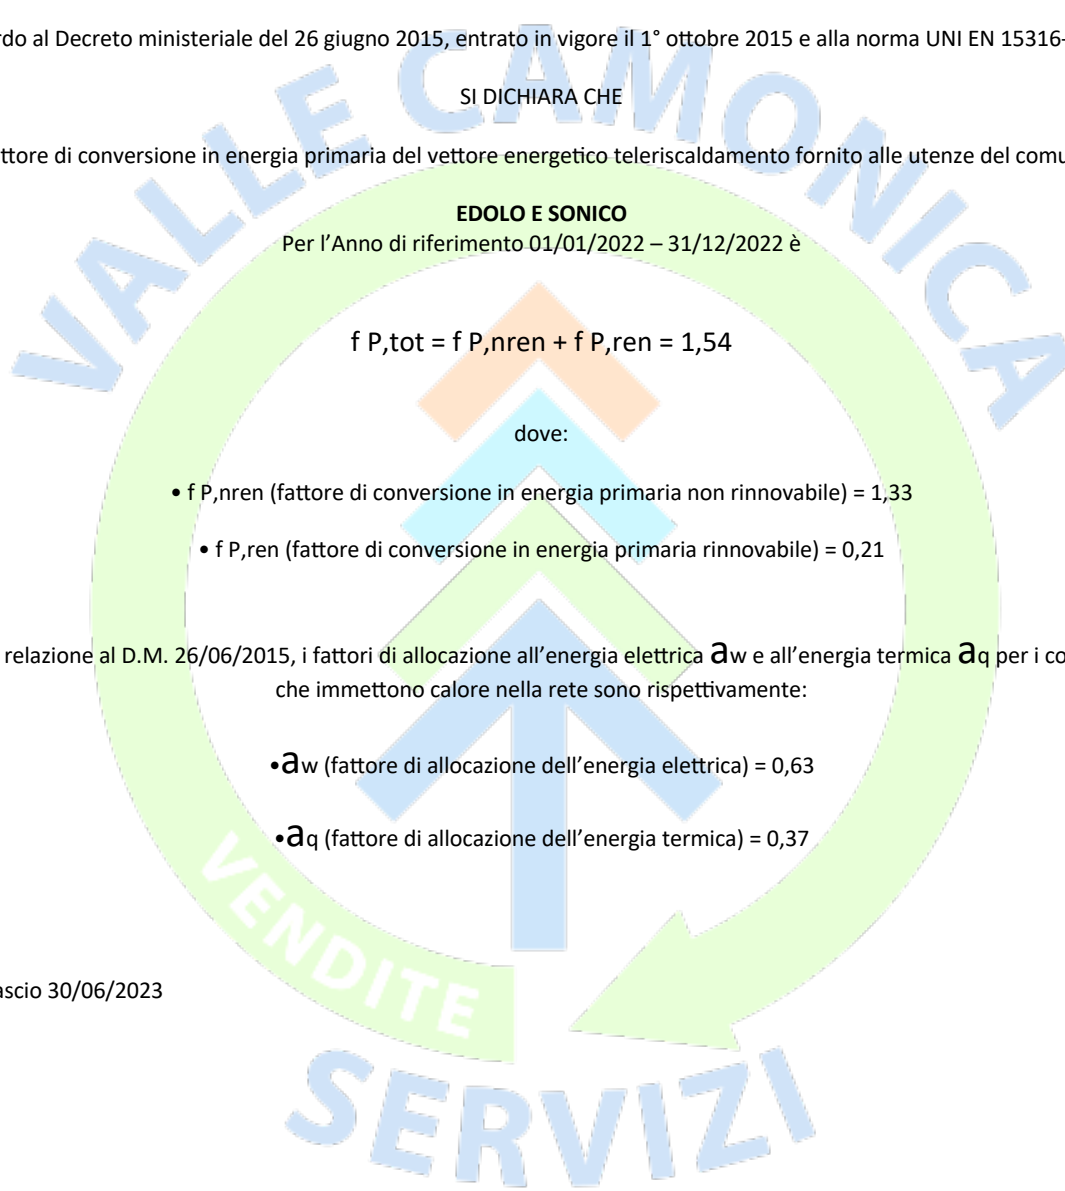 VALLE CAMONICA
rdo al Decreto ministeriale del 26 giugno 2015, entrato in vigore il 1° ottobre 2015 e alla norma UNI EN 15316-
SI DICHIARA CHE
ttore di conversione in energia primaria del vettore energetico teleriscaldamento fornito alle utenze del comu
EDOLO E SONICO
Per l’Anno di riferimento 01/01/2022 – 31/12/2022 è
f P,tot = f P,nren + f P,ren = 1,54
dove:
• f P,nren (fattore di conversione in energia primaria non rinnovabile) = 1,33
• f P,ren (fattore di conversione in energia primaria rinnovabile) = 0,21
relazione al D.M. 26/06/2015, i fattori di allocazione all’energia elettrica aw e all’energia termica aq per i co
che immettono calore nella rete sono rispettivamente:
•aw (fattore di allocazione dell’energia elettrica) = 0,63
•aq (fattore di allocazione dell’energia termica) = 0,37
ascio 30/06/2023
VENDITE
SERVIZI